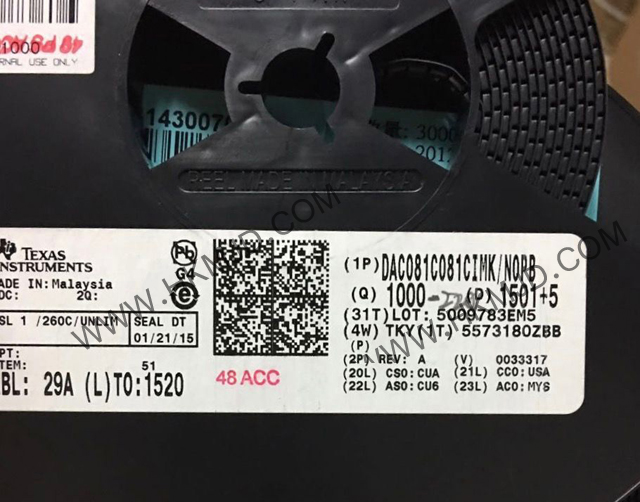 1000
48 P8 ACC
RNAL USE ONLY
143007
3000
201
REEL MADE IN MALAYSIA
TEXAS
INSTRUMENTS
ADE IN: Malaysia
DC: 2Q:
Pb
G4
e
SL 1 /260C/UNLIM
SEAL DT
01/21/15
PT:
TEM: 51
BL: 29A (L)TO:1520
48 ACC
(1P) DAC081C081CIMK/NOPB
(Q) 1000 (P) 1501+5
(31T)LOT: 5009783EM5
(4W) TKY(1T) 5573180ZBB
(P)
(2P) REV: A (V) 0033317
(20L) CSO:CUA (21L) CCO:USA
(22L) ASO:CU6 (23L) ACO:MYS
WWW.HKMJD.COM